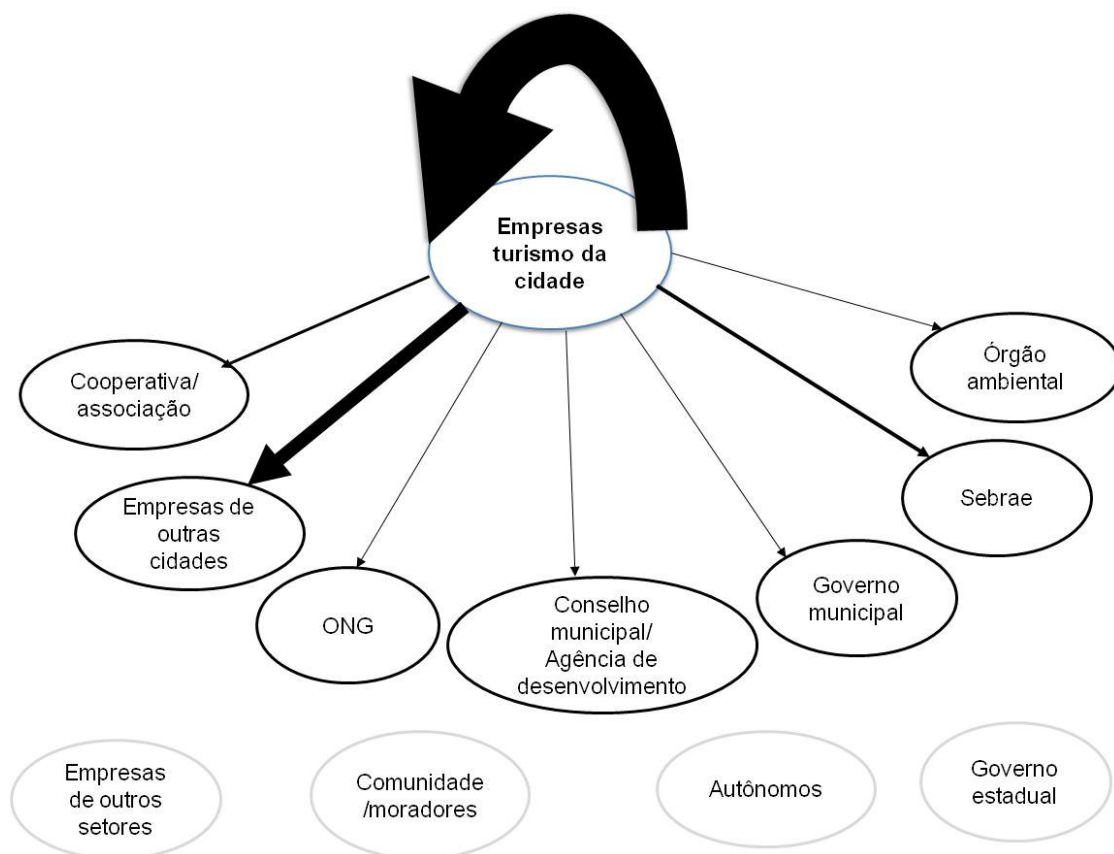 Empresas
turismo da
cidade
Cooperativa/
associação
Órgão
ambiental
Empresas de
outras
cidades
Sebrae
ONG
Conselho
municipal/
Agência de
desenvolvimento
Governo
municipal
Empresas
de outros
setores
Comunidade
/moradores
Autônomos
Governo
estadual